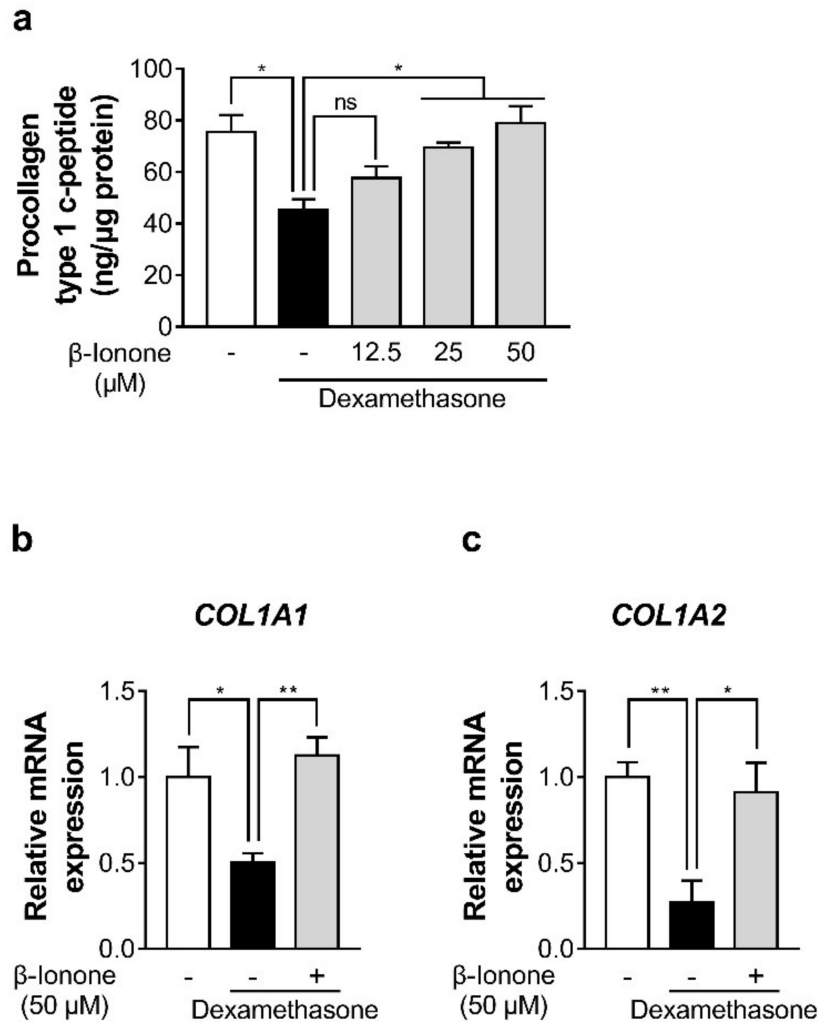 a
Procollagen
type 1 c-peptide
(ng/µg protein)
100
80
60
40
20
0
*
*
ns
β-Ionone
(µM)
- - 12.5 25 50
Dexamethasone
b
COL1A1
Relative mRNA
expression
1.5
1.0
0.5
0.0
*
**
β-Ionone
(50 µM)
- - +
Dexamethasone
c
COL1A2
Relative mRNA
expression
1.5
1.0
0.5
0.0
**
*
β-Ionone
(50 µM)
- - +
Dexamethasone